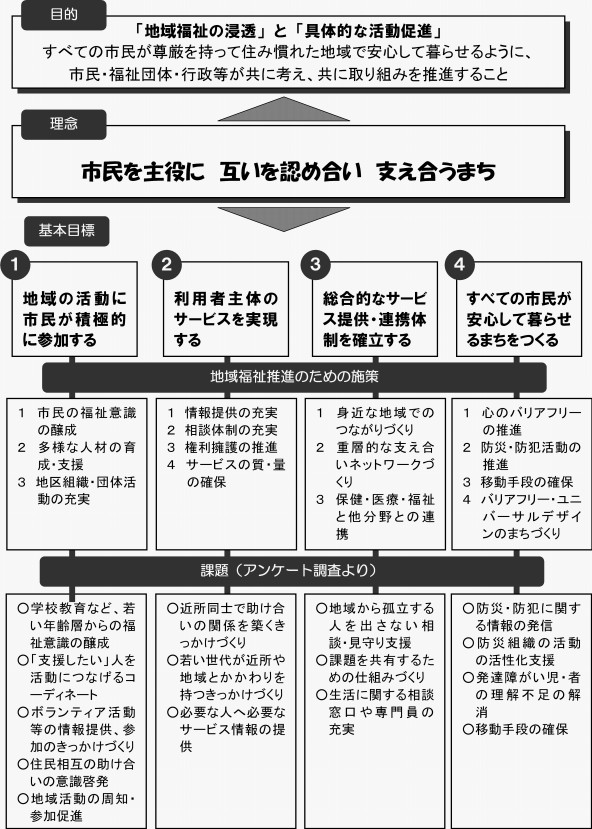 目的
「地域福祉の浸透」と「具体的な活動促進」
すべての市民が尊厳を持って住み慣れた地域で安心して暮らせるように、
市民・福祉団体・行政等が共に考え、共に取り組みを推進すること
理念
市民を主役に 互いを認め合い 支え合うまち
基本目標
1
地域の活動に
市民が積極的
に参加する
2
利用者主体の
サービスを実現
する
3
総合的なサービ
ス提供・連携体
制を確立する
4
すべての市民が
安心して暮らせ
るまちをつくる
地域福祉推進のための施策
1 市民の福祉意識
の醸成
2 多様な人材の育
成・支援
3 地区組織・団体活
動の充実
1 情報提供の充実
2 相談体制の充実
3 権利擁護の推進
4 サービスの質・量
の確保
1 身近な地域での
つながりづくり
2 重層的な支え合
いネットワークづ
くり
3 保健・医療・福祉
と他分野との連
携
1 心のバリアフリー
の推進
2 防災・防犯活動の
推進
3 移動手段の確保
4 バリアフリー・ユニ
バーサルデザイ
ンのまちづくり
課題(アンケート調査より)
○学校教育など、若
い年齢層からの福
祉意識の醸成
○「支援したい」人を
活動につなげるコ
ーディネート
○ボランティア活動
等の情報提供、参
加のきっかけづくり
○住民相互の助け合
いの意識啓発
○地域活動の周知・
参加促進
○近所同士で助け合
いの関係を築くき
っかけづくり
○若い世代が近所や
地域とかかわりを
持つきっかけづくり
○必要な人へ必要な
サービス情報の提
供
○地域から孤立する
人を出さない相
談・見守り支援
○課題を共有するた
めの仕組みづくり
○生活に関する相談
窓口や専門員の
充実
○防災・防犯に関す
る情報の発信
○防災組織の活動
の活性化支援
○発達障がい児・者
の理解不足の解
消
○移動手段の確保